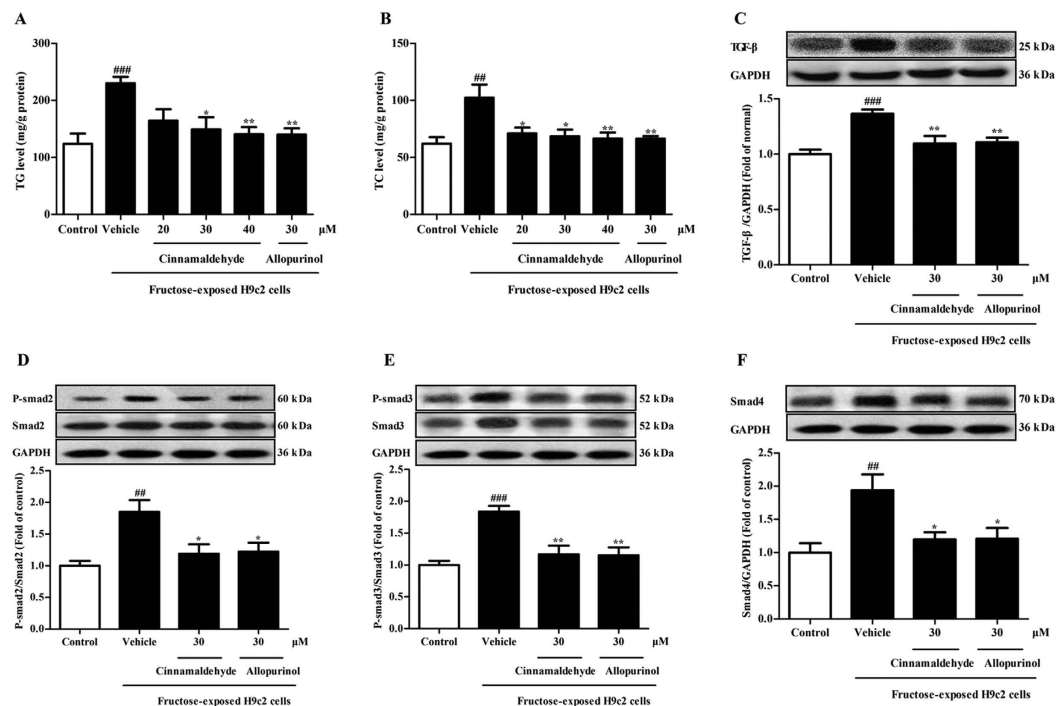 A
TG level (mg/g protein)
300
200
100
0
###
*
**
**
Control Vehicle 20 30 40 30 μM
Cinnamaldehyde Allopurinol
Fructose-exposed H9c2 cells
B
TC level (mg/g protein)
150
100
50
0
##
*
*
**
**
Control Vehicle 20 30 40 30 μM
Cinnamaldehyde Allopurinol
Fructose-exposed H9c2 cells
C
TGF-β 25 kDa
GAPDH 36 kDa
TGF-β /GAPDH (Fold of normal)
1.5
1.0
0.5
0.0
###
**
**
Control Vehicle 30 30 μM
Cinnamaldehyde Allopurinol
Fructose-exposed H9c2 cells
D
P-smad2 60 kDa
Smad2 60 kDa
GAPDH 36 kDa
P-smad2/Smad2 (Fold of control)
2.5
2.0
1.5
1.0
0.5
0.0
##
*
*
Control Vehicle 30 30 μM
Cinnamaldehyde Allopurinol
Fructose-exposed H9c2 cells
E
P-smad3 52 kDa
Smad3 52 kDa
GAPDH 36 kDa
P-smad3/Smad3 (Fold of control)
2.5
2.0
1.5
1.0
0.5
0.0
###
**
**
Control Vehicle 30 30 μM
Cinnamaldehyde Allopurinol
Fructose-exposed H9c2 cells
F
Smad4 70 kDa
GAPDH 36 kDa
Smad4/GAPDH (Fold of control)
2.5
2.0
1.5
1.0
0.5
0.0
##
*
*
Control Vehicle 30 30 μM
Cinnamaldehyde Allopurinol
Fructose-exposed H9c2 cells